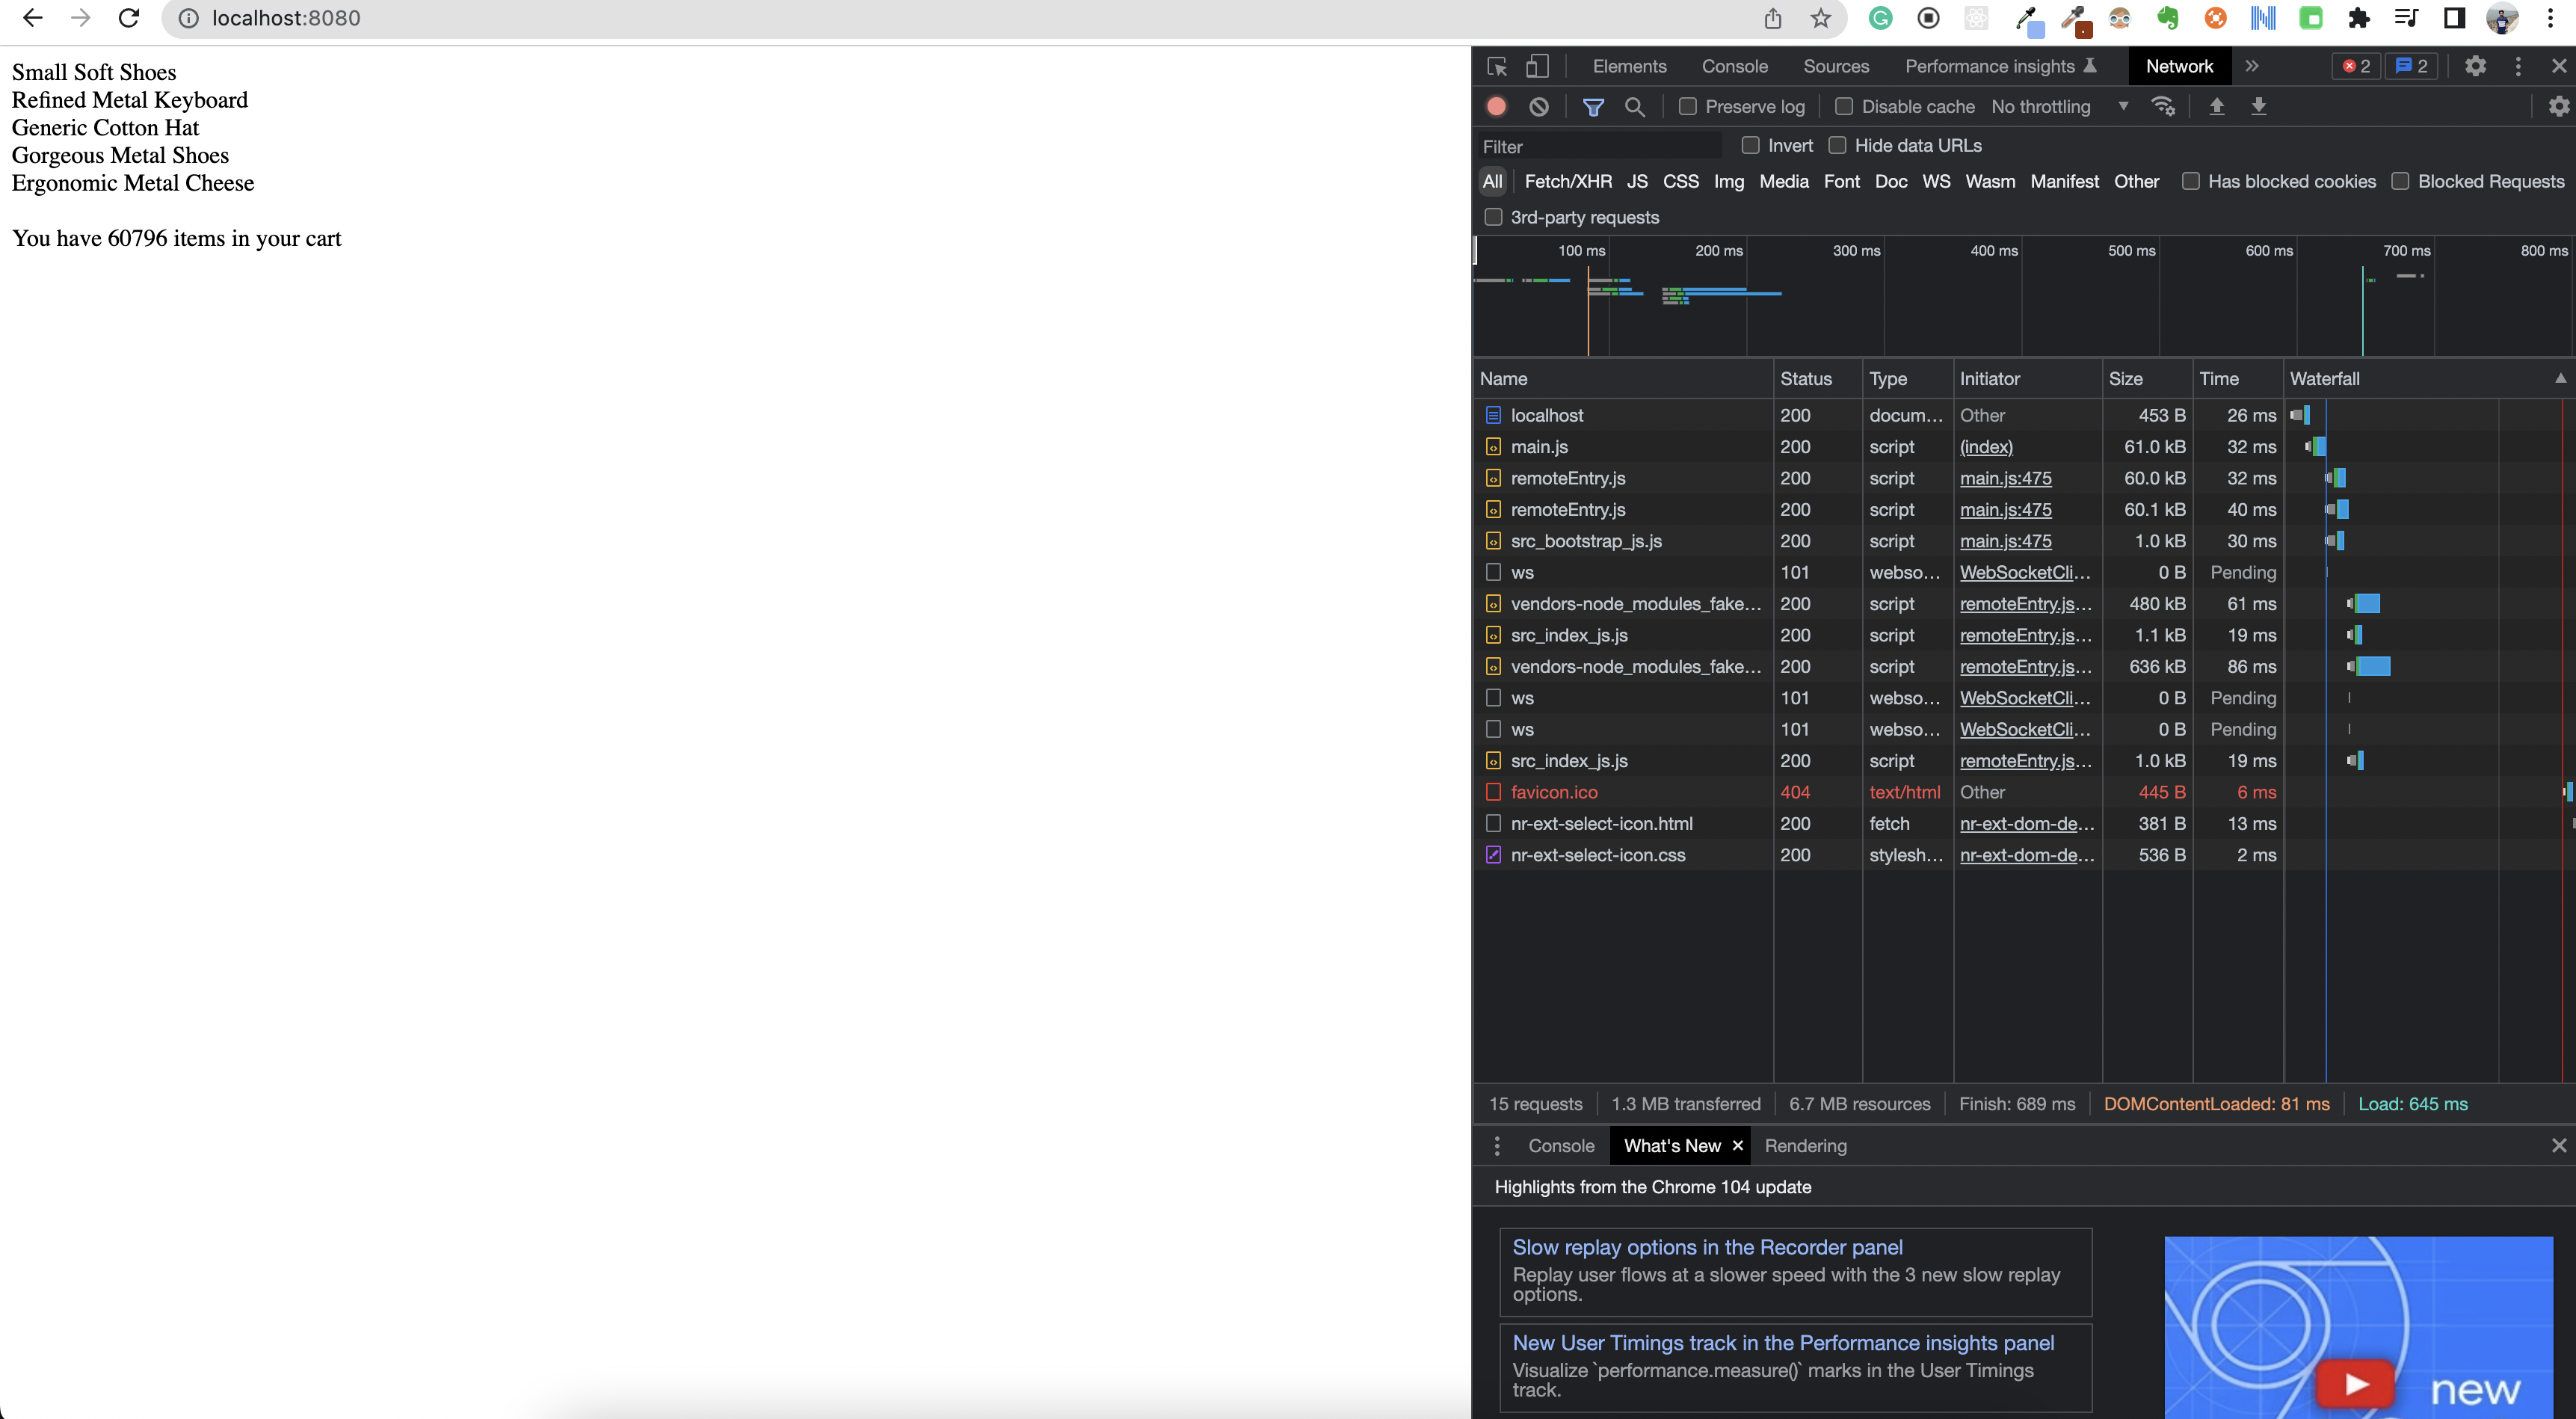 localhost:8080
Small Soft Shoes
Refined Metal Keyboard
Generic Cotton Hat
Gorgeous Metal Shoes
Ergonomic Metal Cheese
You have 60796 items in your cart
Elements Console Sources Performance insights Network 2 2
Preserve log Disable cache No throttling
Filter Invert Hide data URLs
All Fetch/XHR JS CSS Img Media Font Doc WS Wasm Manifest Other Has blocked cookies Blocked Requests
3rd-party requests
100 ms 200 ms 300 ms 400 ms 500 ms 600 ms 700 ms 800 ms
Name Status Type Initiator Size Time Waterfall
localhost 200 docum... Other 453 B 26 ms
main.js 200 script (index) 61.0 kB 32 ms
remoteEntry.js 200 script main.js:475 60.0 kB 32 ms
remoteEntry.js 200 script main.js:475 60.1 kB 40 ms
src_bootstrap_js.js 200 script main.js:475 1.0 kB 30 ms
ws 101 webso... WebSocketCli... 0 B Pending
vendors-node_modules_fake... 200 script remoteEntry.js... 480 kB 61 ms
src_index_js.js 200 script remoteEntry.js... 1.1 kB 19 ms
vendors-node_modules_fake... 200 script remoteEntry.js... 636 kB 86 ms
ws 101 webso... WebSocketCli... 0 B Pending
ws 101 webso... WebSocketCli... 0 B Pending
src_index_js.js 200 script remoteEntry.js... 1.0 kB 19 ms
favicon.ico 404 text/html Other 445 B 6 ms
nr-ext-select-icon.html 200 fetch nr-ext-dom-de... 381 B 13 ms
nr-ext-select-icon.css 200 stylesh... nr-ext-dom-de... 536 B 2 ms
15 requests 1.3 MB transferred 6.7 MB resources Finish: 689 ms DOMContentLoaded: 81 ms Load: 645 ms
Console What's New Rendering
Highlights from the Chrome 104 update
Slow replay options in the Recorder panel
Replay user flows at a slower speed with the 3 new slow replay
options.
New User Timings track in the Performance insights panel
Visualize `performance.measure()` marks in the User Timings
track.
new